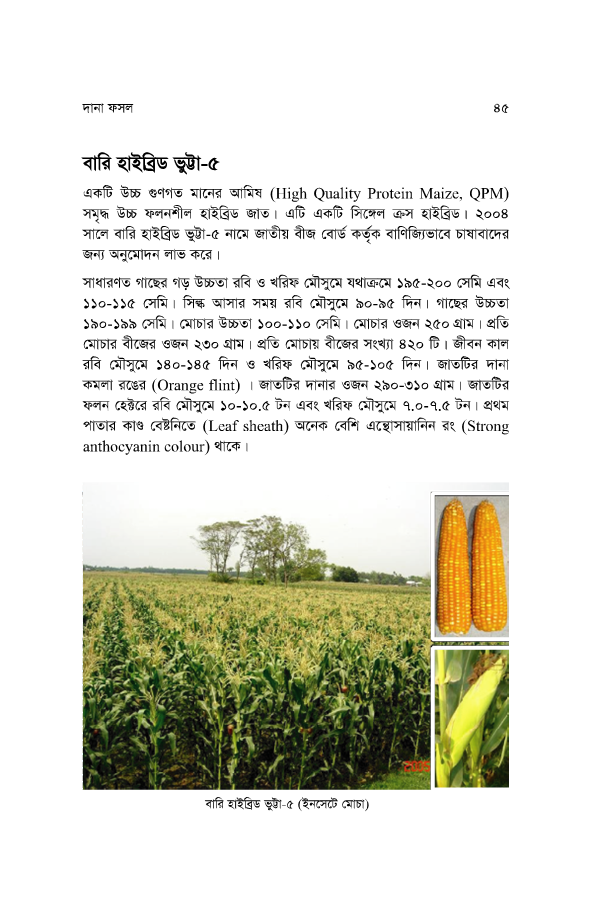 দানা ফসল ৪৫
বারি হাইব্রিড ভুট্টা-৫
একটি উচ্চ গুণগত মানের আমিষ (High Quality Protein Maize, QPM)
সমৃদ্ধ উচ্চ ফলনশীল হাইব্রিড জাত। এটি একটি সিঙ্গেল ক্রস হাইব্রিড। ২০০৪
সালে বারি হাইব্রিড ভুট্টা-৫ নামে জাতীয় বীজ বোর্ড কর্তৃক বাণিজ্যিভাবে চাষাবাদের
জন্য অনুমোদন লাভ করে।
সাধারণত গাছের গড় উচ্চতা রবি ও খরিফ মৌসুমে যথাক্রমে ১৯৫-২০০ সেমি এবং
১১০-১১৫ সেমি। সিল্ক আসার সময় রবি মৌসুমে ৯০-৯৫ দিন। গাছের উচ্চতা
১৯০-১৯৯ সেমি। মোচার উচ্চতা ১০০-১১০ সেমি। মোচার ওজন ২৫০ গ্রাম। প্রতি
মোচার বীজের ওজন ২৩০ গ্রাম। প্রতি মোচায় বীজের সংখ্যা ৪২০ টি। জীবন কাল
রবি মৌসুমে ১৪০-১৪৫ দিন ও খরিফ মৌসুমে ৯৫-১০৫ দিন। জাতটির দানা
কমলা রঙের (Orange flint) । জাতটির দানার ওজন ২৯০-৩১০ গ্রাম। জাতটির
ফলন হেক্টরে রবি মৌসুমে ১০-১০.৫ টন এবং খরিফ মৌসুমে ৭.০-৭.৫ টন। প্রথম
পাতার কাণ্ড বেষ্টনিতে (Leaf sheath) অনেক বেশি এন্থোসায়ানিন রং (Strong
anthocyanin colour) থাকে।
বারি হাইব্রিড ভুট্টা-৫ (ইনসেটে মোচা)